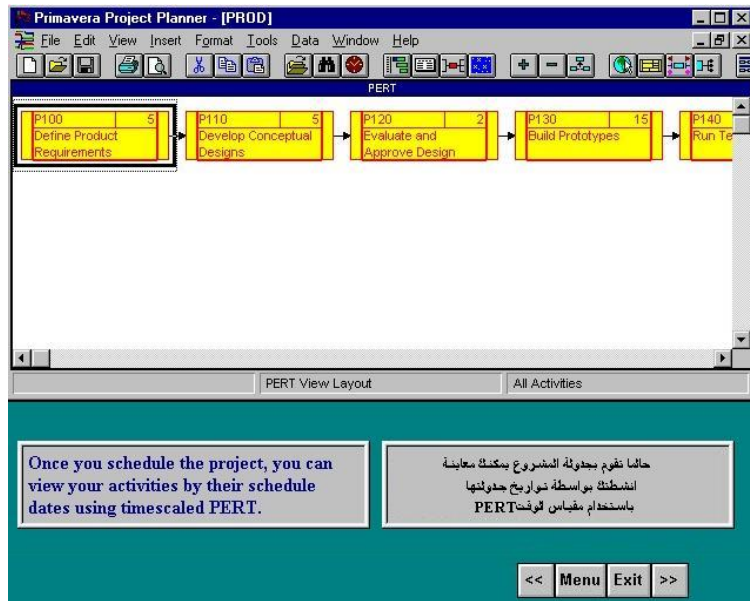 Primavera Project Planner - [PROD]
File Edit View Insert Format Tools Data Window Help
PERT
P100 5
Define Product
Requirements
P110 5
Develop Conceptual
Designs
P120 2
Evaluate and
Approve Design
P130 15
Build Prototypes
P140
Run Te
PERT View Layout
All Activities
Once you schedule the project, you can
view your activities by their schedule
dates using timescaled PERT.
حالما تقوم بجدولة المشروع يمكنك معاينة
انشطتك بواسطة تواريخ جدولتها
باستخدام مقياس الوقت PERT
<< Menu Exit >>